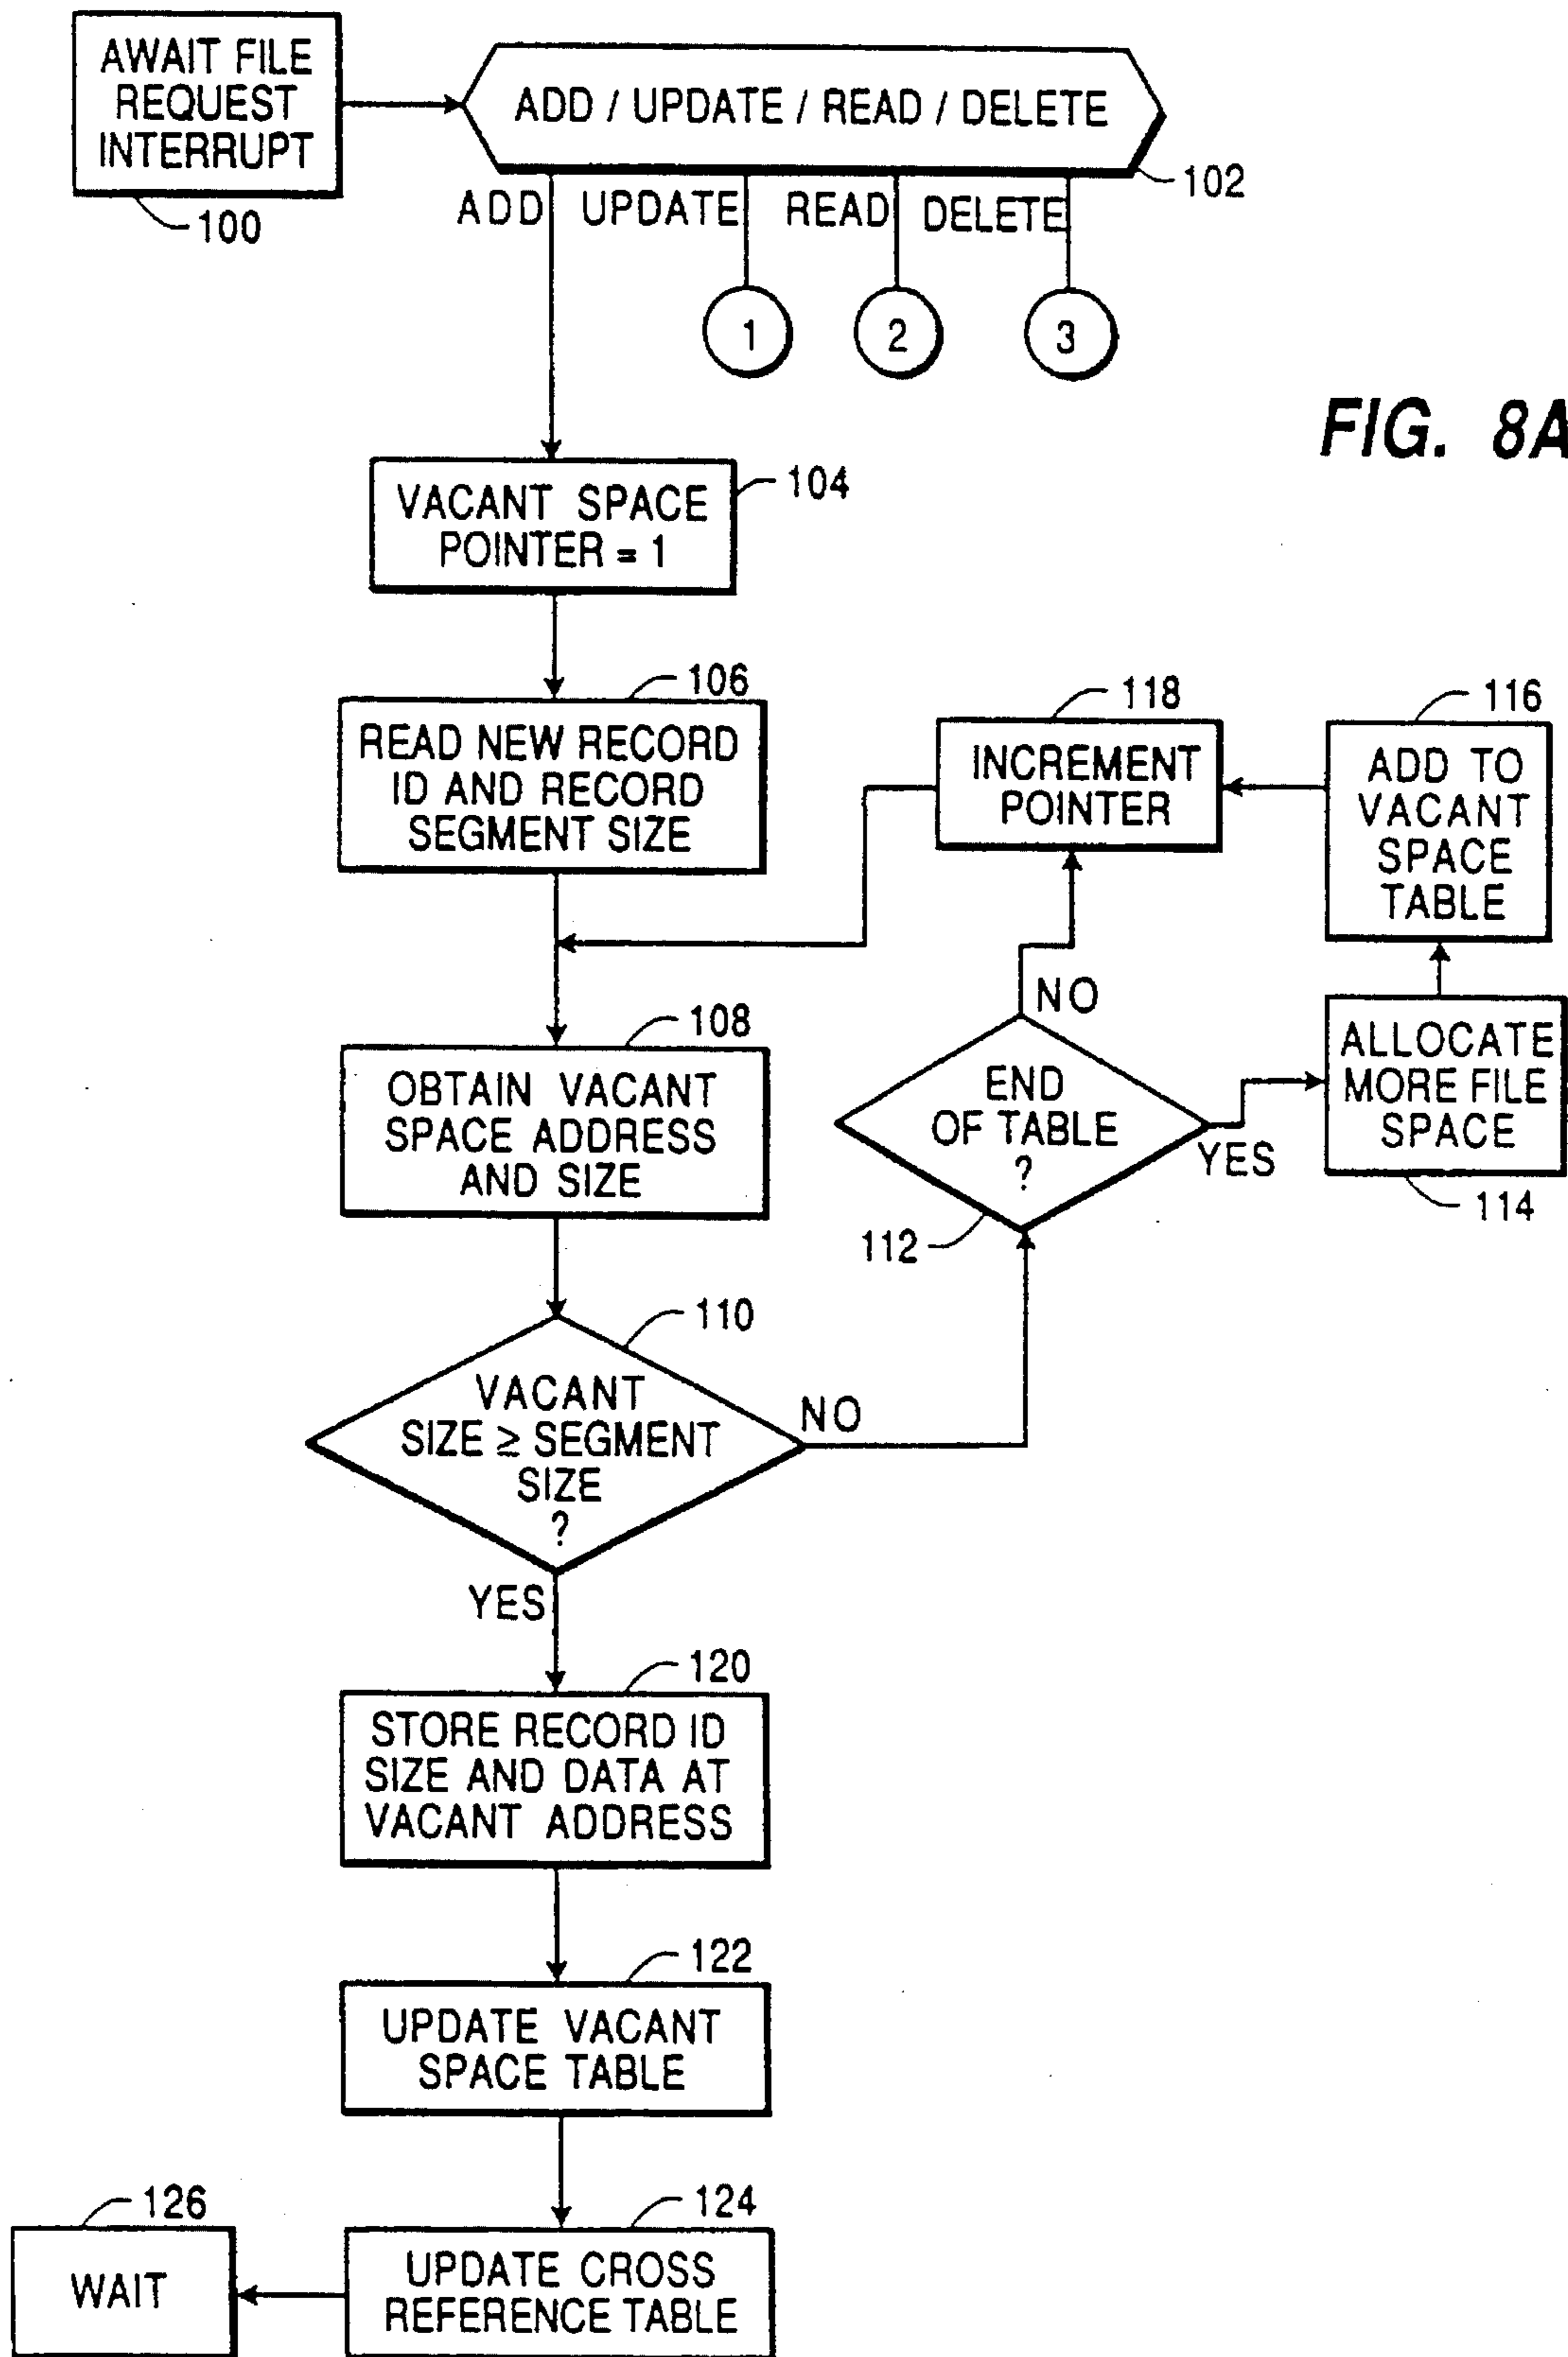 AWAIT FILE
REQUEST
INTERRUPT
100
ADD / UPDATE / READ / DELETE
102
ADD
UPDATE
READ
DELETE
1
2
3
FIG. 8A
VACANT SPACE
POINTER = 1
104
106
READ NEW RECORD
ID AND RECORD
SEGMENT SIZE
118
INCREMENT
POINTER
116
ADD TO
VACANT
SPACE
TABLE
108
OBTAIN VACANT
SPACE ADDRESS
AND SIZE
NO
END
OF TABLE
?
YES
112
ALLOCATE
MORE FILE
SPACE
114
110
VACANT
SIZE ≥ SEGMENT
SIZE
?
NO
YES
120
STORE RECORD ID
SIZE AND DATA AT
VACANT ADDRESS
122
UPDATE VACANT
SPACE TABLE
124
UPDATE CROSS
REFERENCE TABLE
126
WAIT